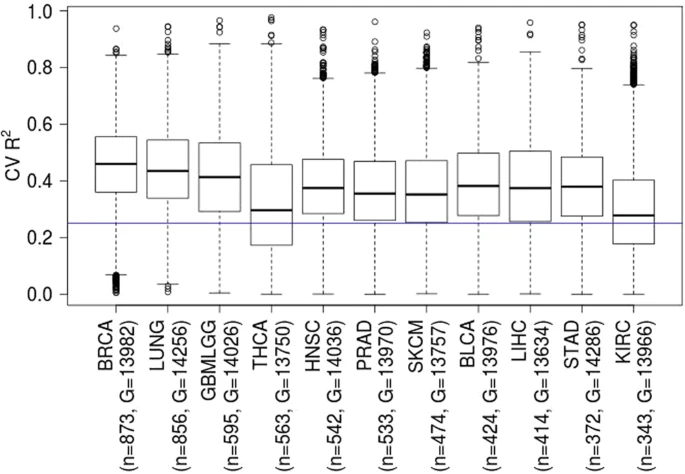 CV R²
1.0
0.8
0.6
0.4
0.2
0.0
BRCA
(n=873, G=13982)
LUNG
(n=856, G=14256)
GBMLGG
(n=595, G=14026)
THCA
(n=563, G=13750)
HNSC
(n=542, G=14036)
PRAD
(n=533, G=13970)
SKCM
(n=474, G=13757)
BLCA
(n=424, G=13976)
LIHC
(n=414, G=13634)
STAD
(n=372, G=14286)
KIRC
(n=343, G=13966)